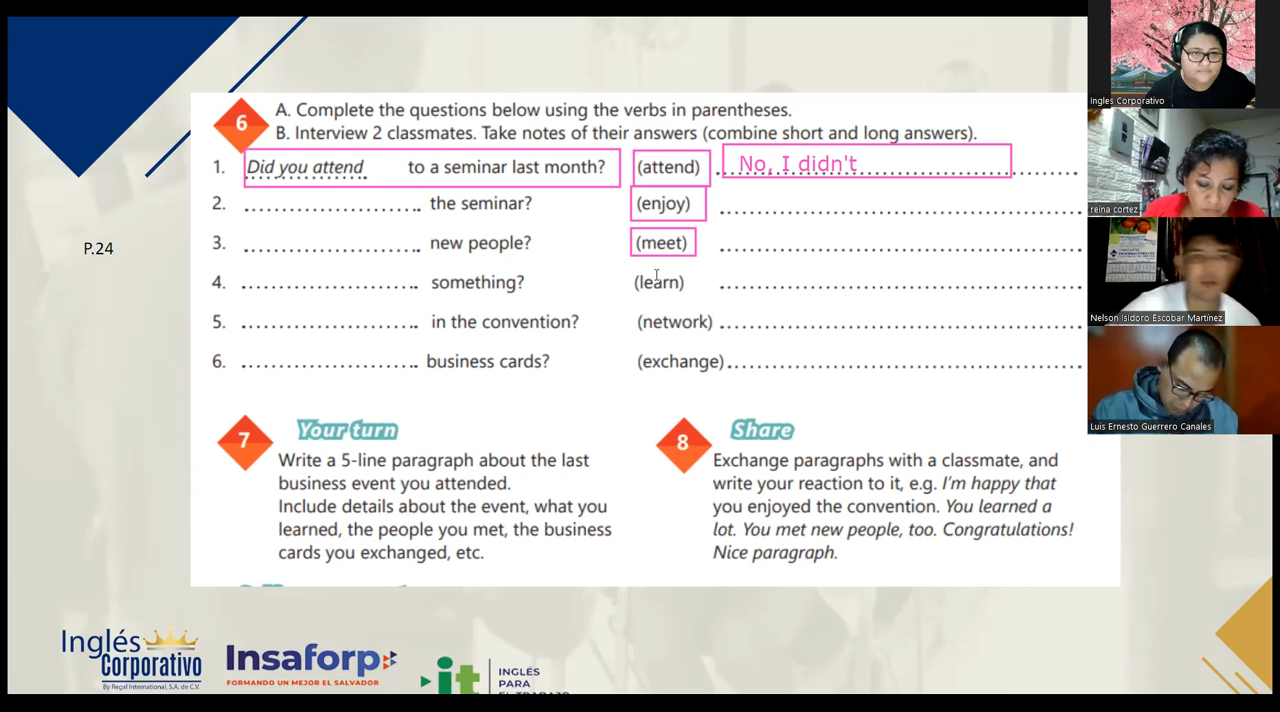 6
A. Complete the questions below using the verbs in parentheses.
B. Interview 2 classmates. Take notes of their answers (combine short and long answers).
1. Did you attend to a seminar last month? (attend) No, I didn't
2. the seminar? (enjoy)
3. new people? (meet)
4. something? (learn)
5. in the convention? (network)
6. business cards? (exchange)
P.24
7 Your turn
Write a 5-line paragraph about the last
business event you attended.
Include details about the event, what you
learned, the people you met, the business
cards you exchanged, etc.
8 Share
Exchange paragraphs with a classmate, and
write your reaction to it, e.g. I'm happy that
you enjoyed the convention. You learned a
lot. You met new people, too. Congratulations!
Nice paragraph.
Inglés
Corporativo
By Regal International, S.A. de C.V.
Insaforp
FORMANDO UN MEJOR EL SALVADOR
it
INGLÉS
PARA
EL TRABAJO
Ingles Corporativo
reina cortez
Nelson Isidoro Escobar Martínez
Luis Ernesto Guerrero Canales